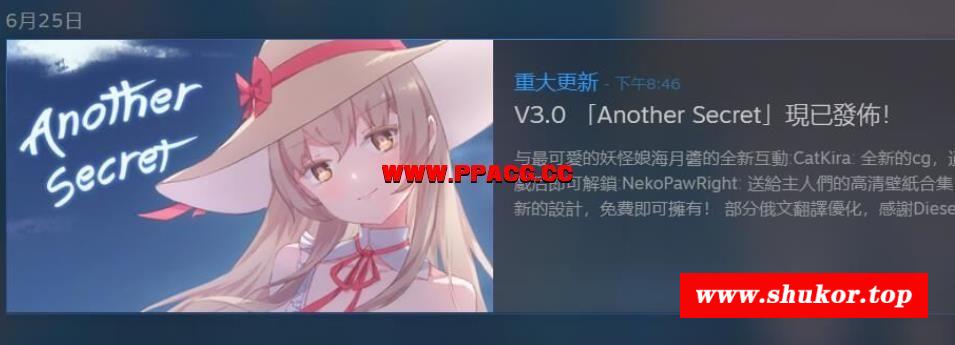 6月25日
Another
Secret
重大更新 - 下午8:46
V3.0 「Another Secret」現已發佈！
与最可愛的妖怪娘海月醬的全新互動:CatKira: 全新的cg，
戲后即可解鎖:NekoPawRight: 送給主人們的高清壁紙合集
新的設計，免費即可擁有！ 部分俄文翻譯優化，感謝Diese
WWW.PPACG.CC
www.shukor.top